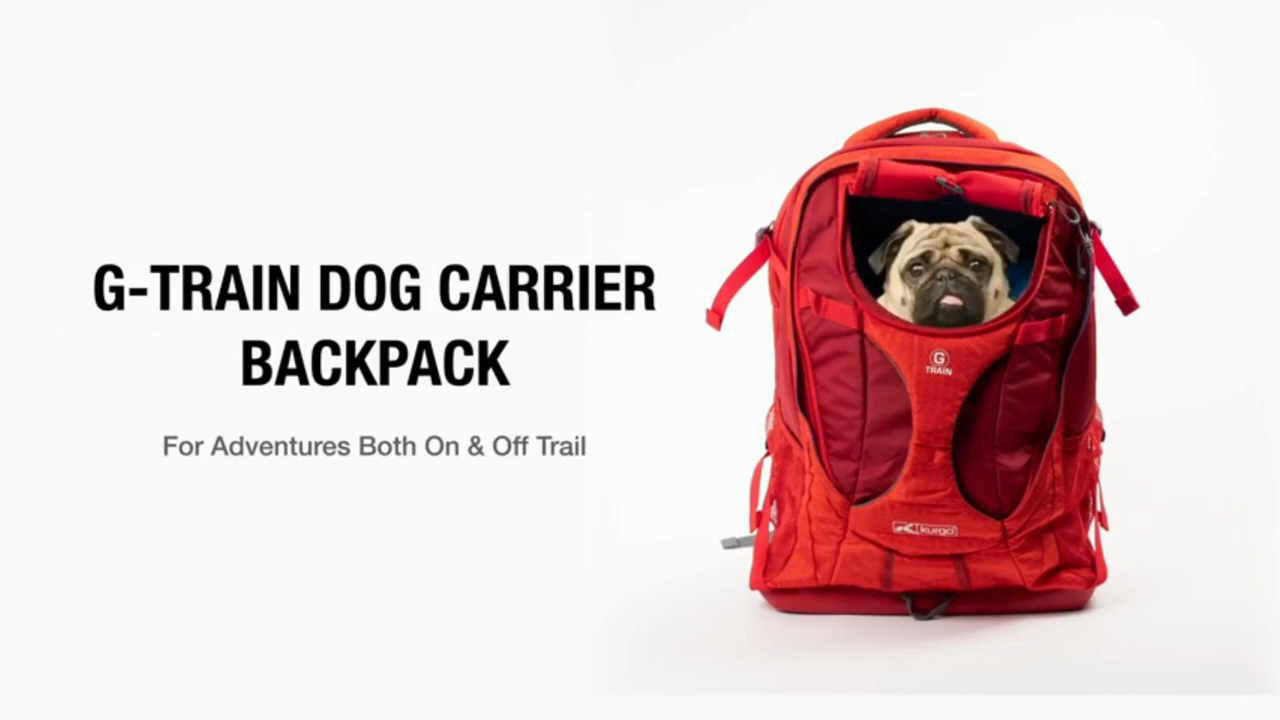 G-TRAIN DOG CARRIER
BACKPACK
For Adventures Both On & Off Trail
G
TRAIN
kurgo